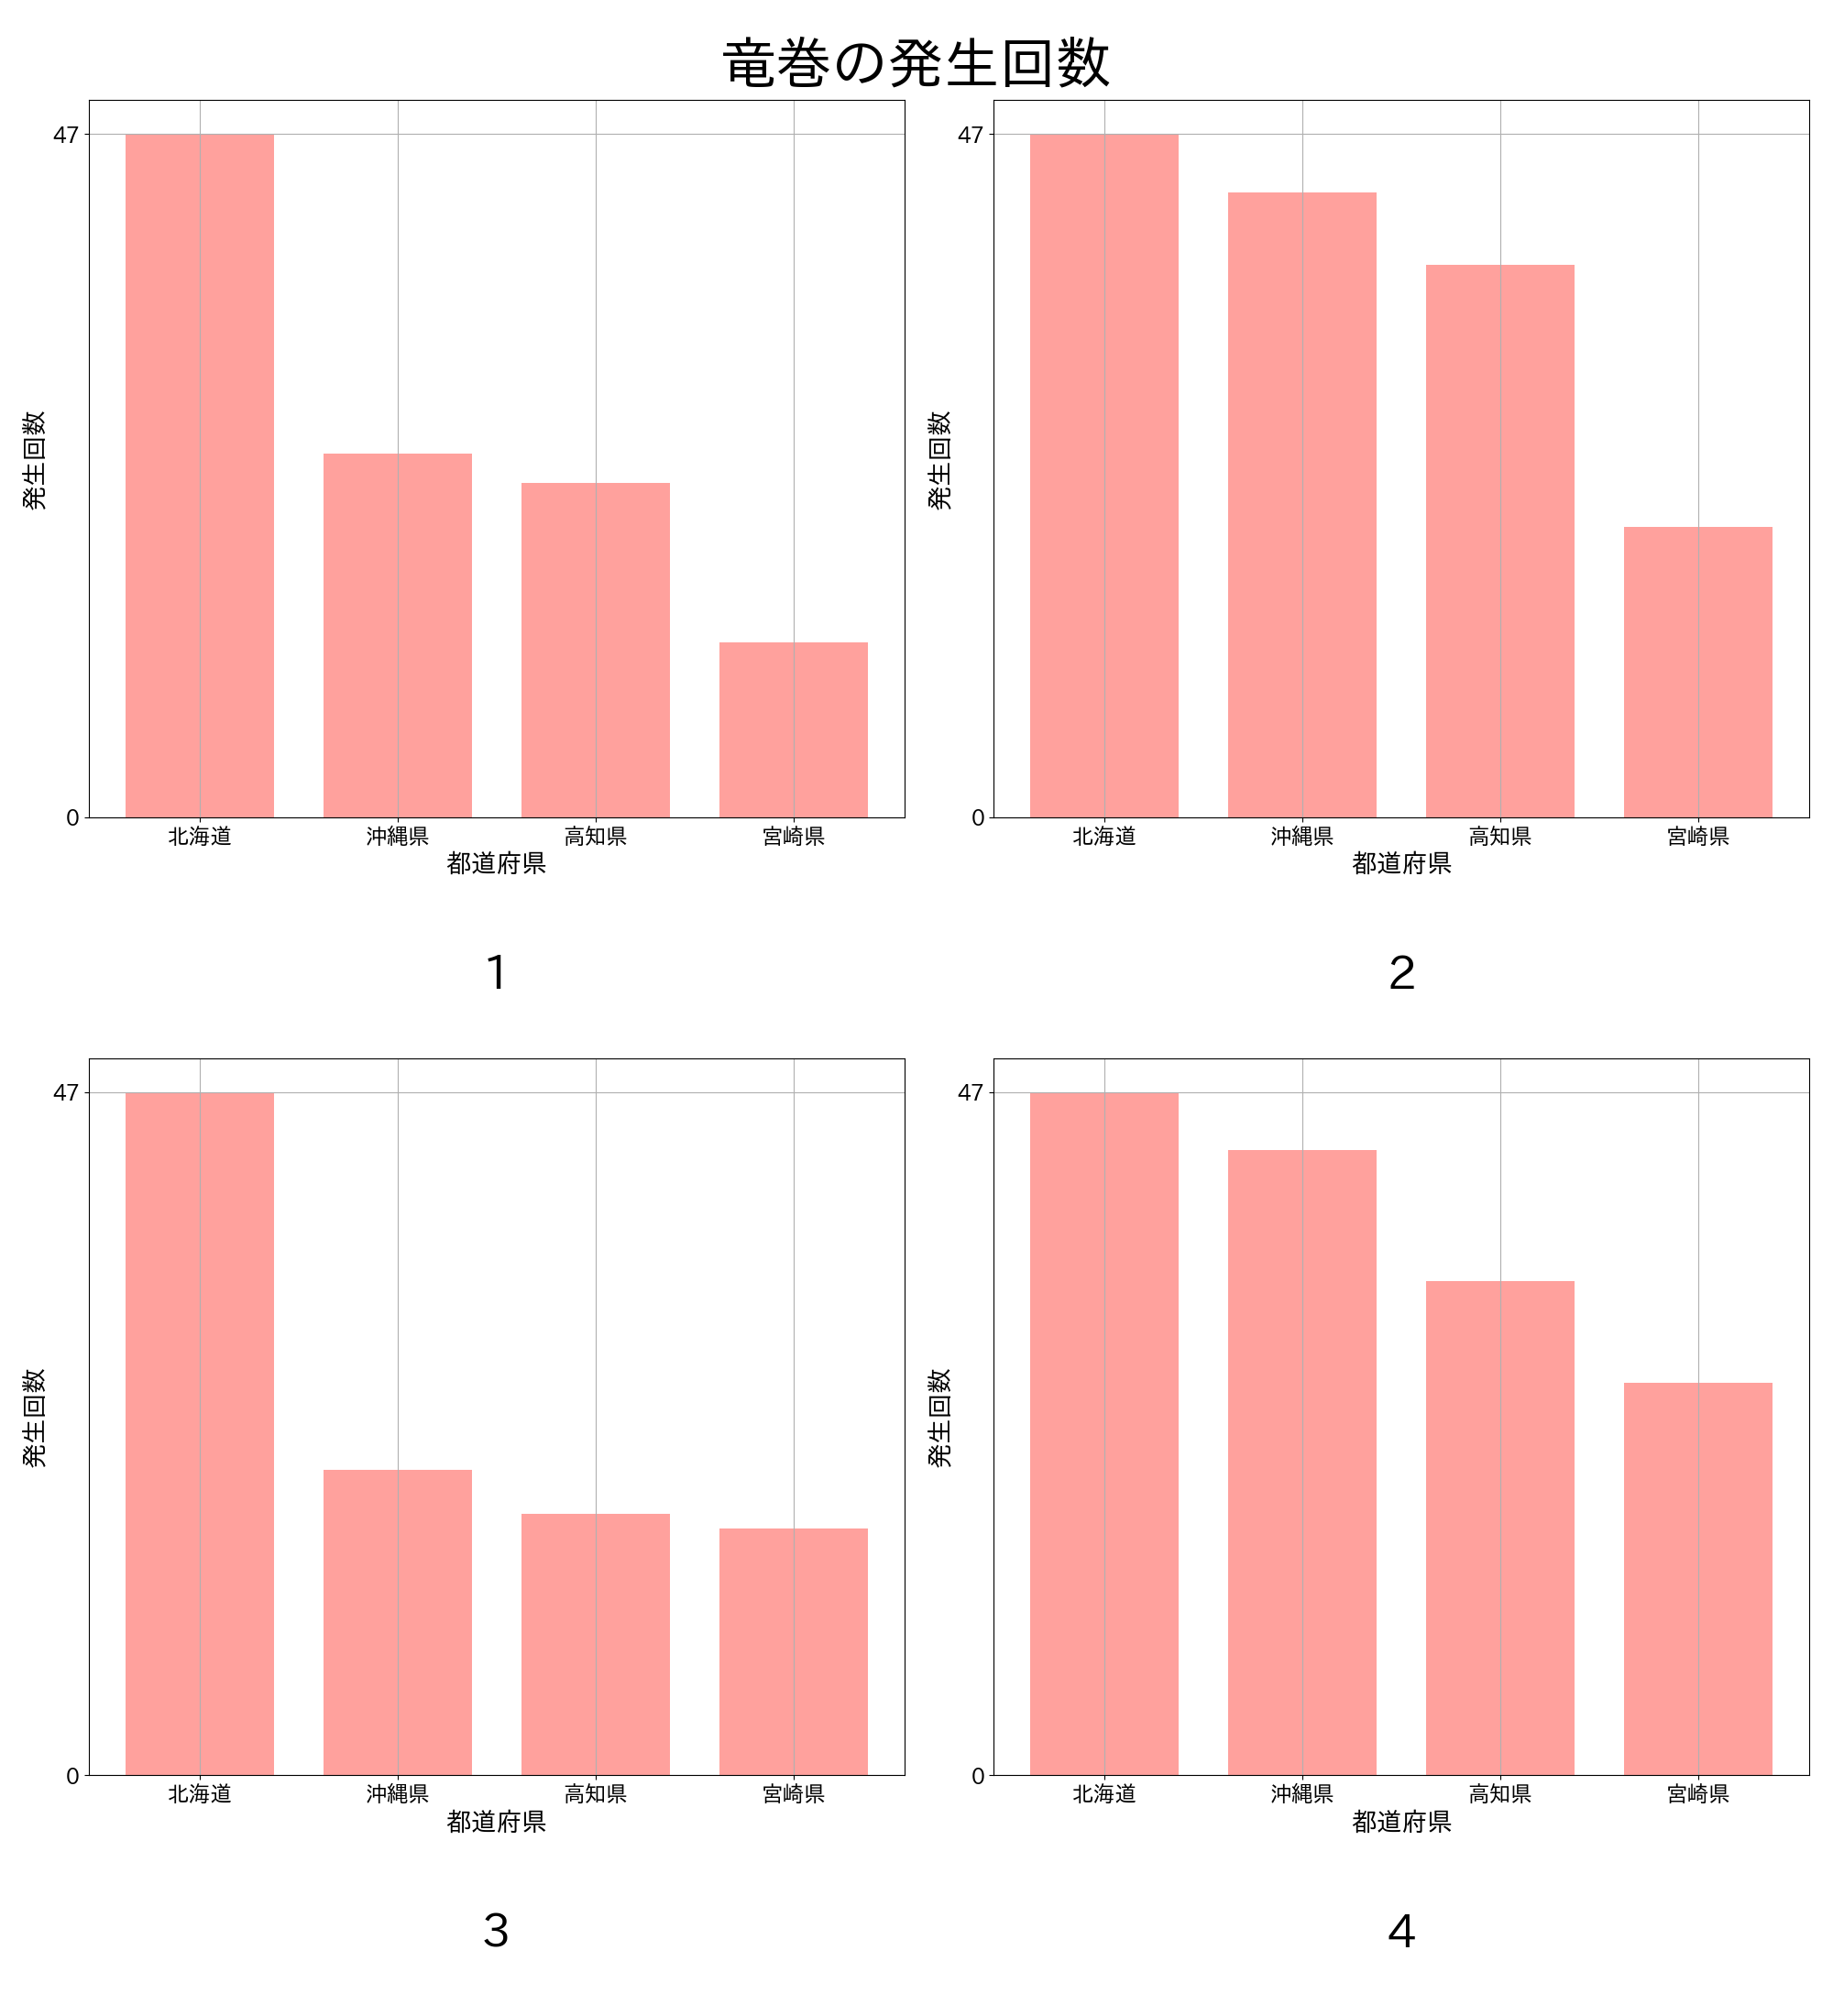 竜巻の発生回数
47
0
発生回数
北海道 沖縄県 高知県 宮崎県
都道府県
1
47
0
発生回数
北海道 沖縄県 高知県 宮崎県
都道府県
2
47
0
発生回数
北海道 沖縄県 高知県 宮崎県
都道府県
3
47
0
発生回数
北海道 沖縄県 高知県 宮崎県
都道府県
4